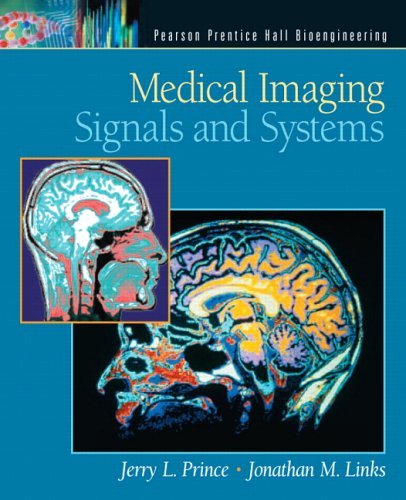 Pearson Prentice Hall Bioengineering
Medical Imaging
Signals and Systems
Jerry L. Prince • Jonathan M. Links